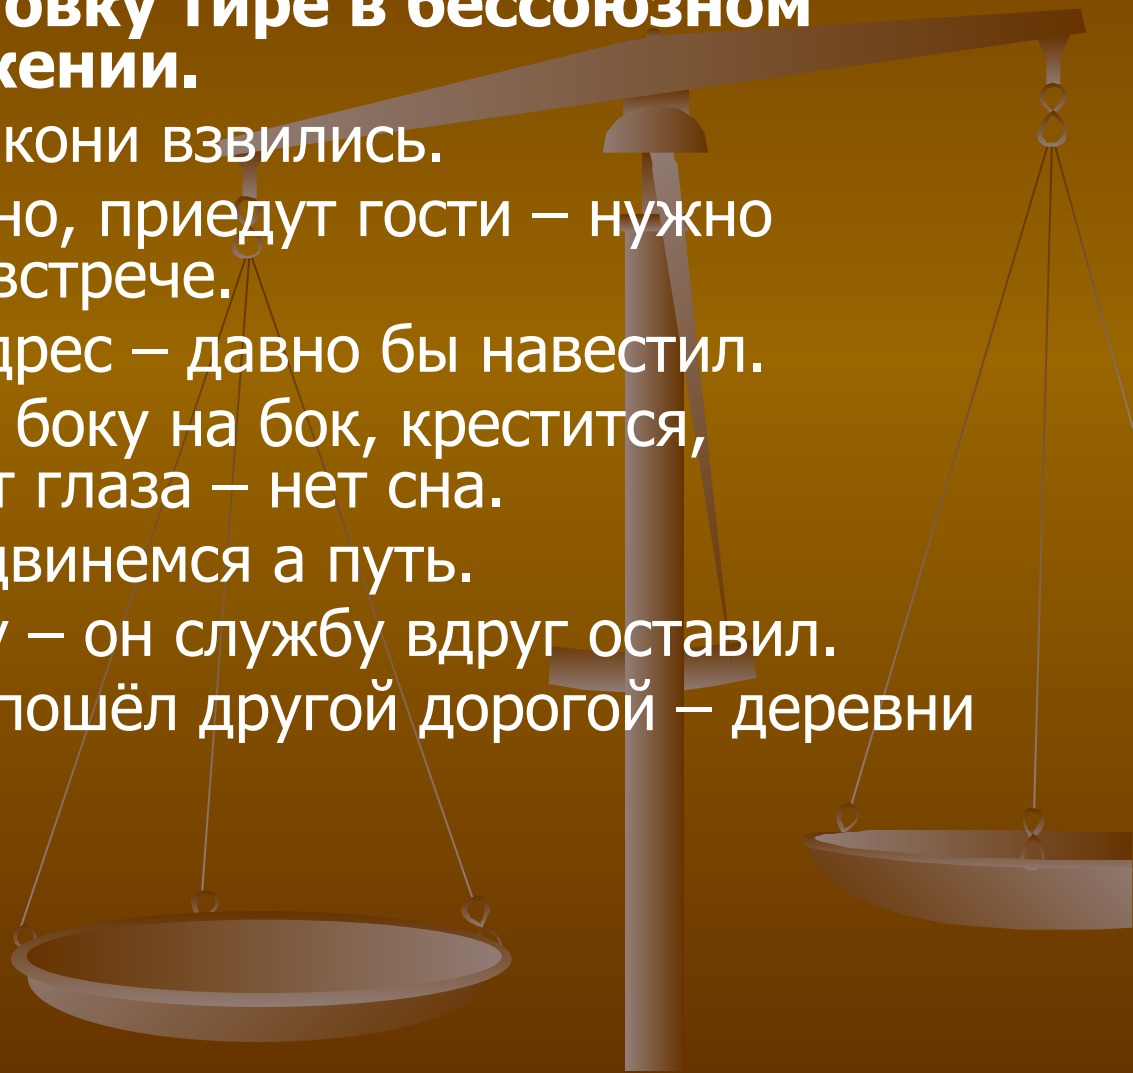 овку тире в бессоюзном
жении.
кони взвились.
но, приедут гости – нужно
встрече.
дрес – давно бы навестил.
боку на бок, крестится,
т глаза – нет сна.
двинемся а путь.
у – он службу вдруг оставил.
пошёл другой дорогой – деревни